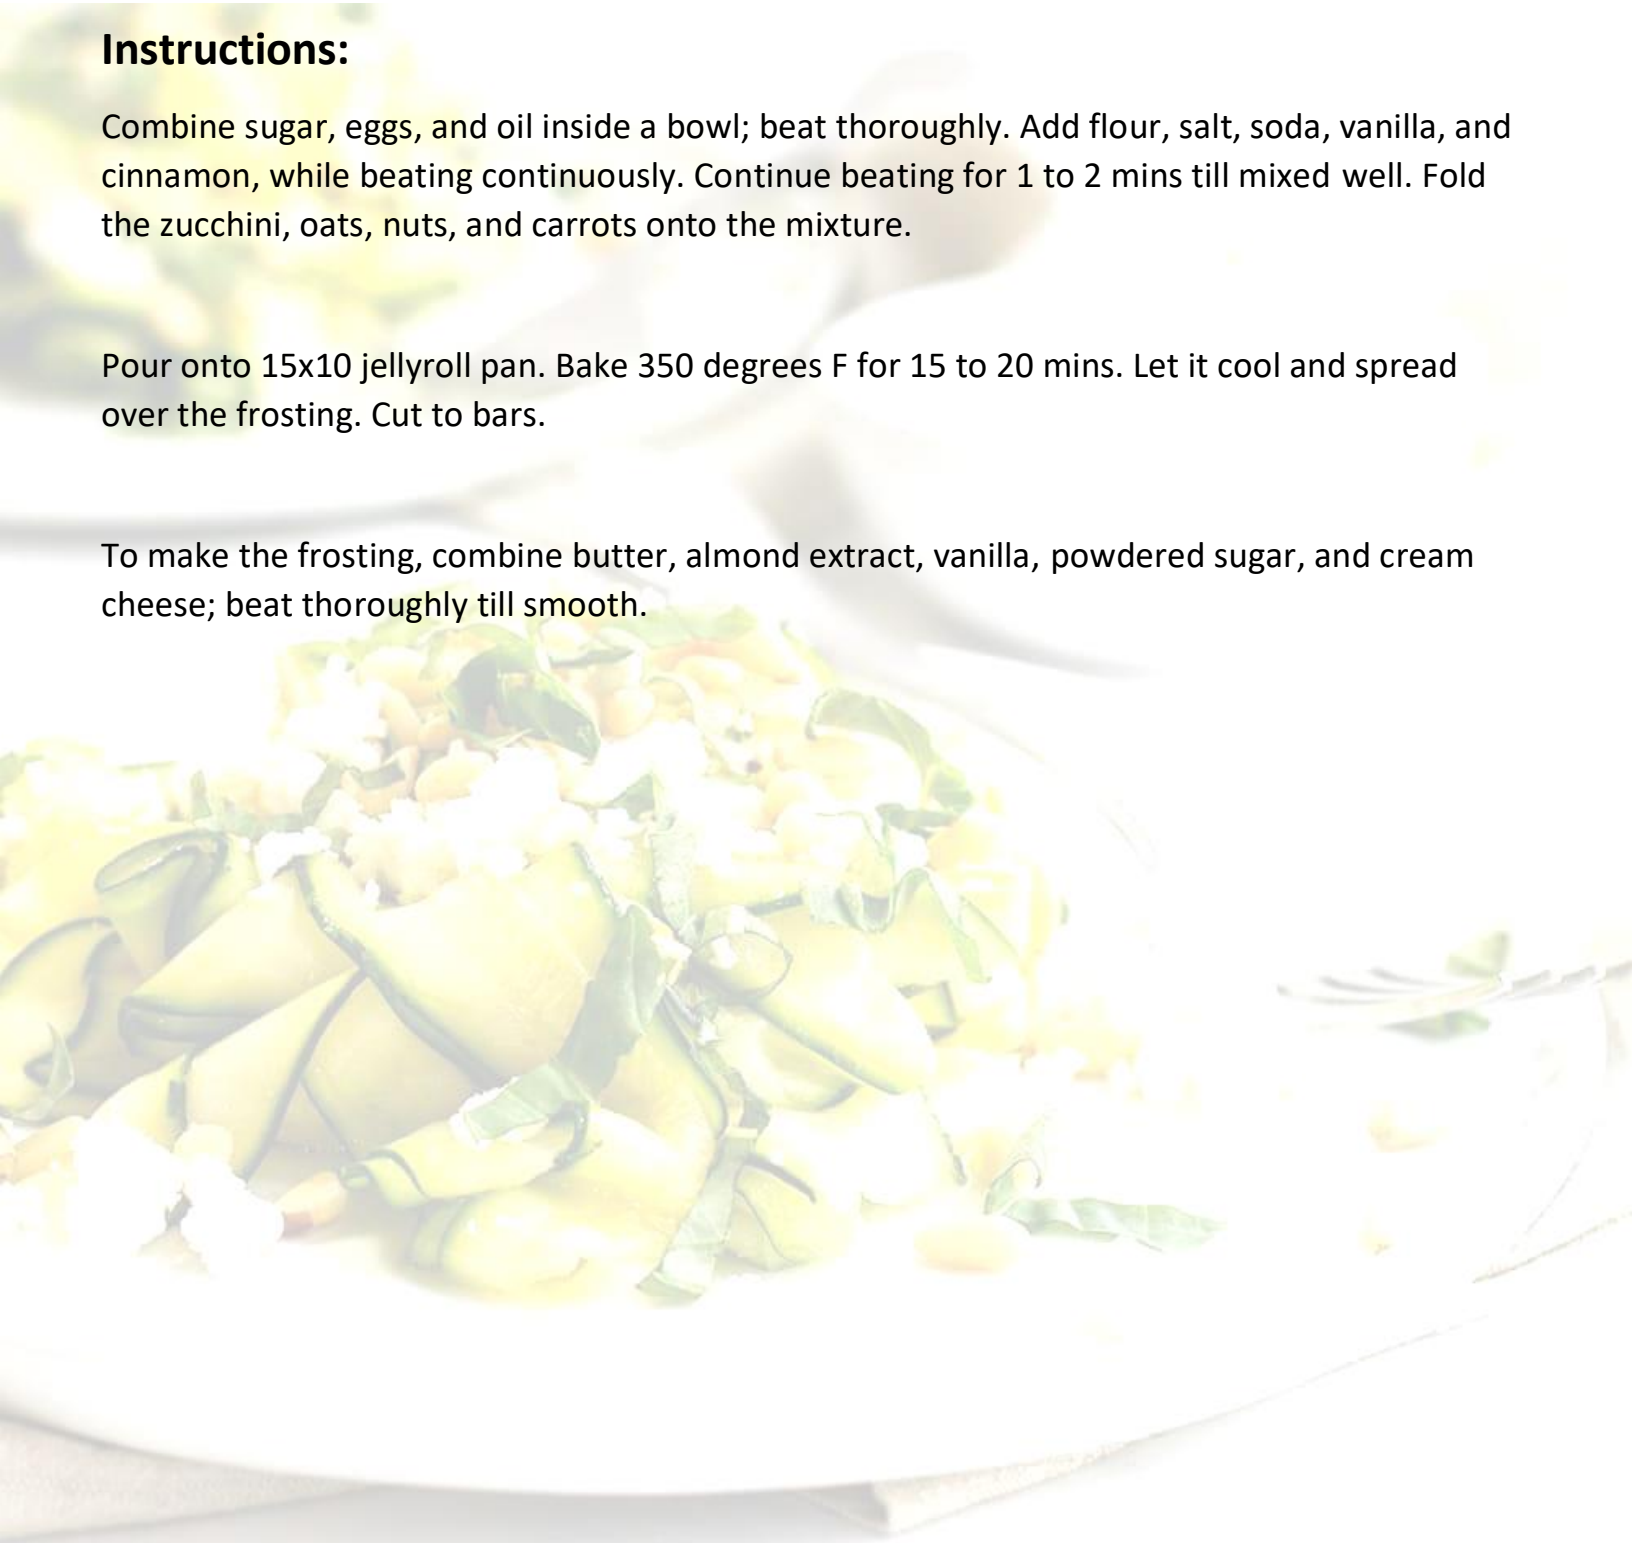 Instructions:
Combine sugar, eggs, and oil inside a bowl; beat thoroughly. Add flour, salt, soda, vanilla, and
cinnamon, while beating continuously. Continue beating for 1 to 2 mins till mixed well. Fold
the zucchini, oats, nuts, and carrots onto the mixture.
Pour onto 15x10 jellyroll pan. Bake 350 degrees F for 15 to 20 mins. Let it cool and spread
over the frosting. Cut to bars.
To make the frosting, combine butter, almond extract, vanilla, powdered sugar, and cream
cheese; beat thoroughly till smooth.